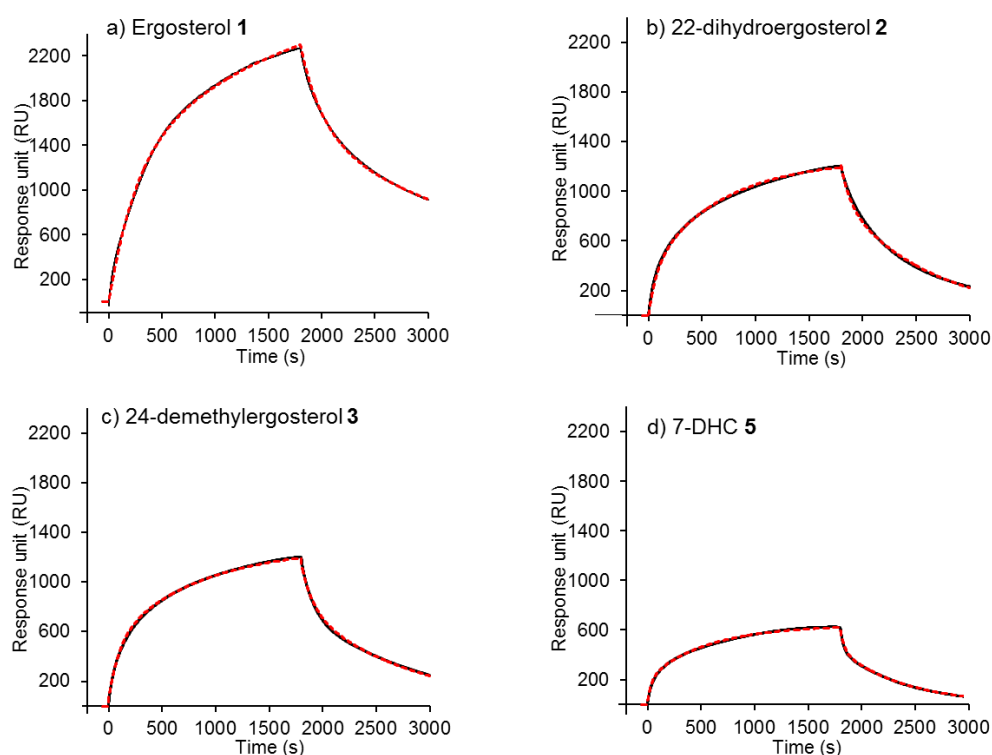 a) Ergosterol 1
Response unit (RU)
2200
1800
1400
1000
600
200
0 500 1000 1500 2000 2500 3000
Time (s)
b) 22-dihydroergosterol 2
Response unit (RU)
2200
1800
1400
1000
600
200
0 500 1000 1500 2000 2500 3000
Time (s)
c) 24-demethylergosterol 3
Response unit (RU)
2200
1800
1400
1000
600
200
0 500 1000 1500 2000 2500 3000
Time (s)
d) 7-DHC 5
Response unit (RU)
2200
1800
1400
1000
600
200
0 500 1000 1500 2000 2500 3000
Time (s)